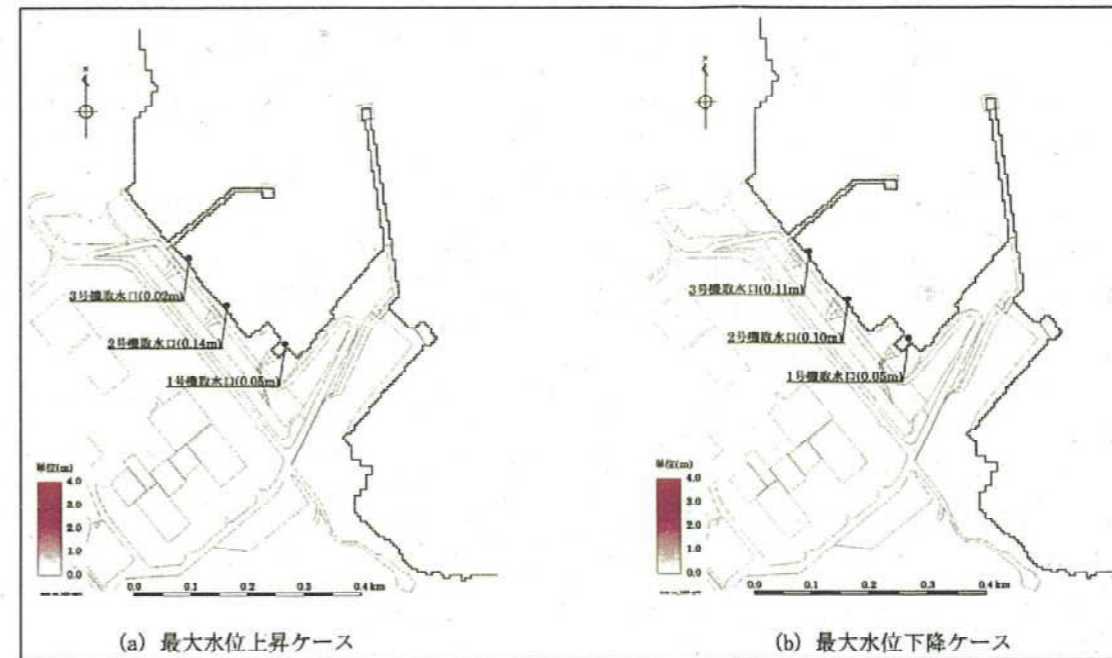 3号機取水口(0.02m)
2号機取水口(0.14m)
1号機取水口(0.05m)
単位(m)
4.0
3.0
2.0
1.0
0.0
0.0 0.1 0.2 0.3 0.4 km
(a) 最大水位上昇ケース
3号機取水口(0.11m)
2号機取水口(0.10m)
1号機取水口(0.05m)
単位(m)
4.0
3.0
2.0
1.0
0.0
0.0 0.1 0.2 0.3 0.4 km
(b) 最大水位下降ケース